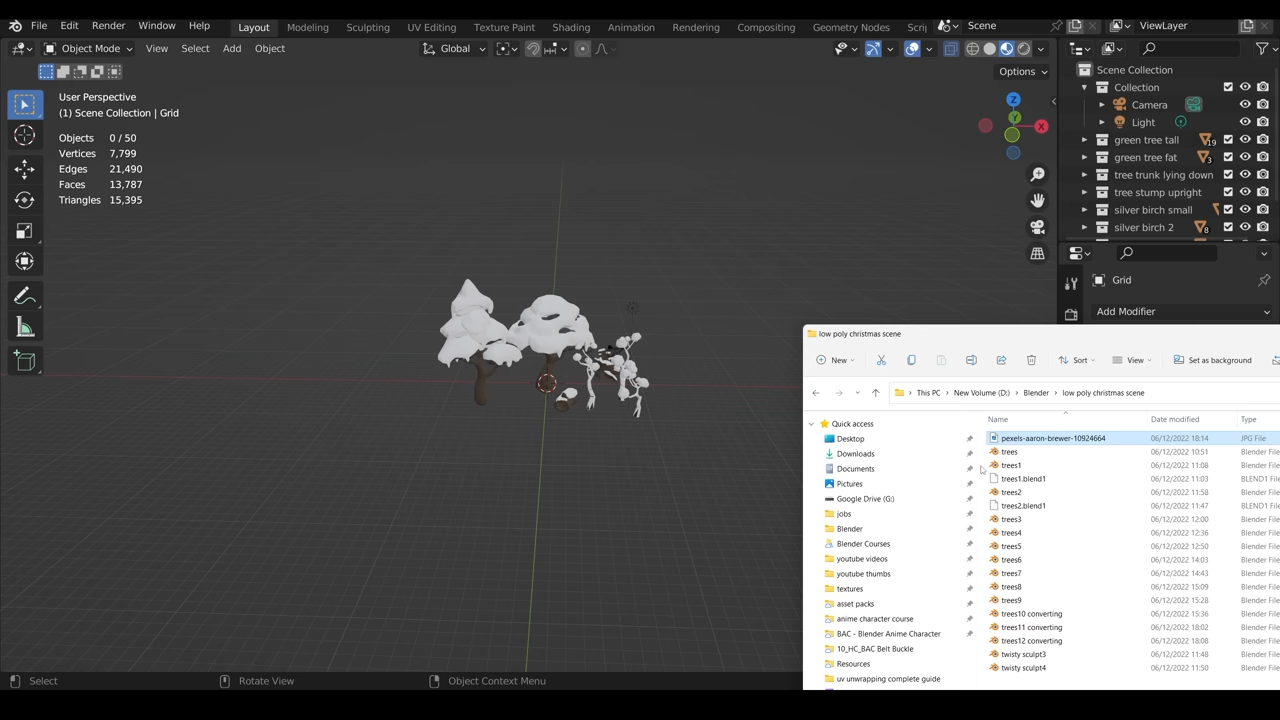 File Edit Render Window Help Layout Modeling Sculpting UV Editing Texture Paint Shading Animation Rendering Compositing Geometry Nodes Scri Scene ViewLayer
Object Mode View Select Add Object Global
Options
User Perspective
(1) Scene Collection | Grid
Objects 0 / 50
Vertices 7,799
Edges 21,490
Faces 13,787
Triangles 15,395
Z
Y
X
Scene Collection
Collection
Camera
Light
green tree tall 19
green tree fat 3
tree trunk lying down
tree stump upright
silver birch small
silver birch 2 8
Grid
Add Modifier
low poly christmas scene
New Sort View Set as background
This PC › New Volume (D:) › Blender › low poly christmas scene
Name Date modified Type
Quick access
Desktop
Downloads
Documents
Pictures
Google Drive (G:)
jobs
Blender
Blender Courses
youtube videos
youtube thumbs
textures
asset packs
anime character course
BAC - Blender Anime Character
10_HC_BAC Belt Buckle
Resources
uv unwrapping complete guide
pexels-aaron-brewer-10924664 06/12/2022 18:14 JPG File
trees 06/12/2022 10:51 Blender File
trees1 06/12/2022 11:08 Blender File
trees1.blend1 06/12/2022 11:03 BLEND1 File
trees2 06/12/2022 11:58 Blender File
trees2.blend1 06/12/2022 11:47 BLEND1 File
trees3 06/12/2022 12:00 Blender File
trees4 06/12/2022 12:36 Blender File
trees5 06/12/2022 12:50 Blender File
trees6 06/12/2022 14:03 Blender File
trees7 06/12/2022 14:43 Blender File
trees8 06/12/2022 15:09 Blender File
trees9 06/12/2022 15:28 Blender File
trees10 converting 06/12/2022 15:36 Blender File
trees11 converting 06/12/2022 18:02 Blender File
trees12 converting 06/12/2022 18:08 Blender File
twisty sculpt3 06/12/2022 11:48 Blender File
twisty sculpt4 06/12/2022 11:50 Blender File
Select Rotate View Object Context Menu